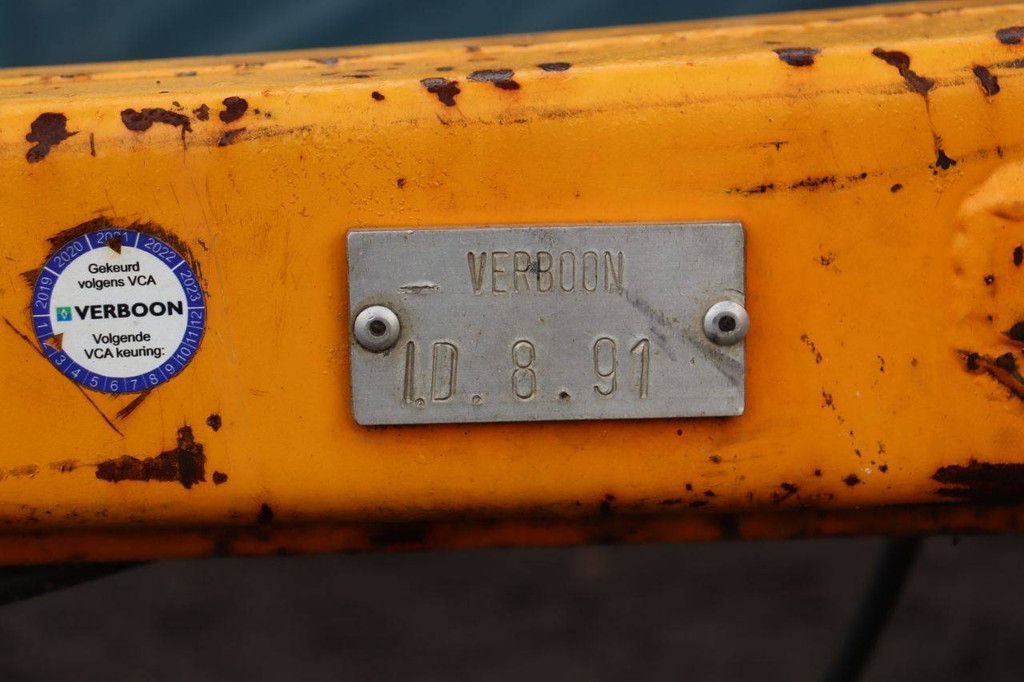 2019 2020 2021 2022 2023
Gekeurd
volgens VCA
VERBOON
Volgende
VCA keuring:
1 3 4 5 6 7 8 9 10 11 12
VERBOON
I.D. 8.91